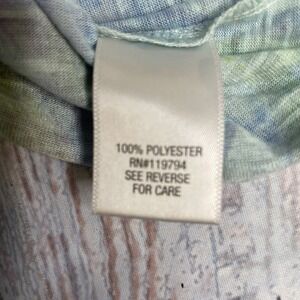 100% POLYESTER
RN#119794
SEE REVERSE
FOR CARE